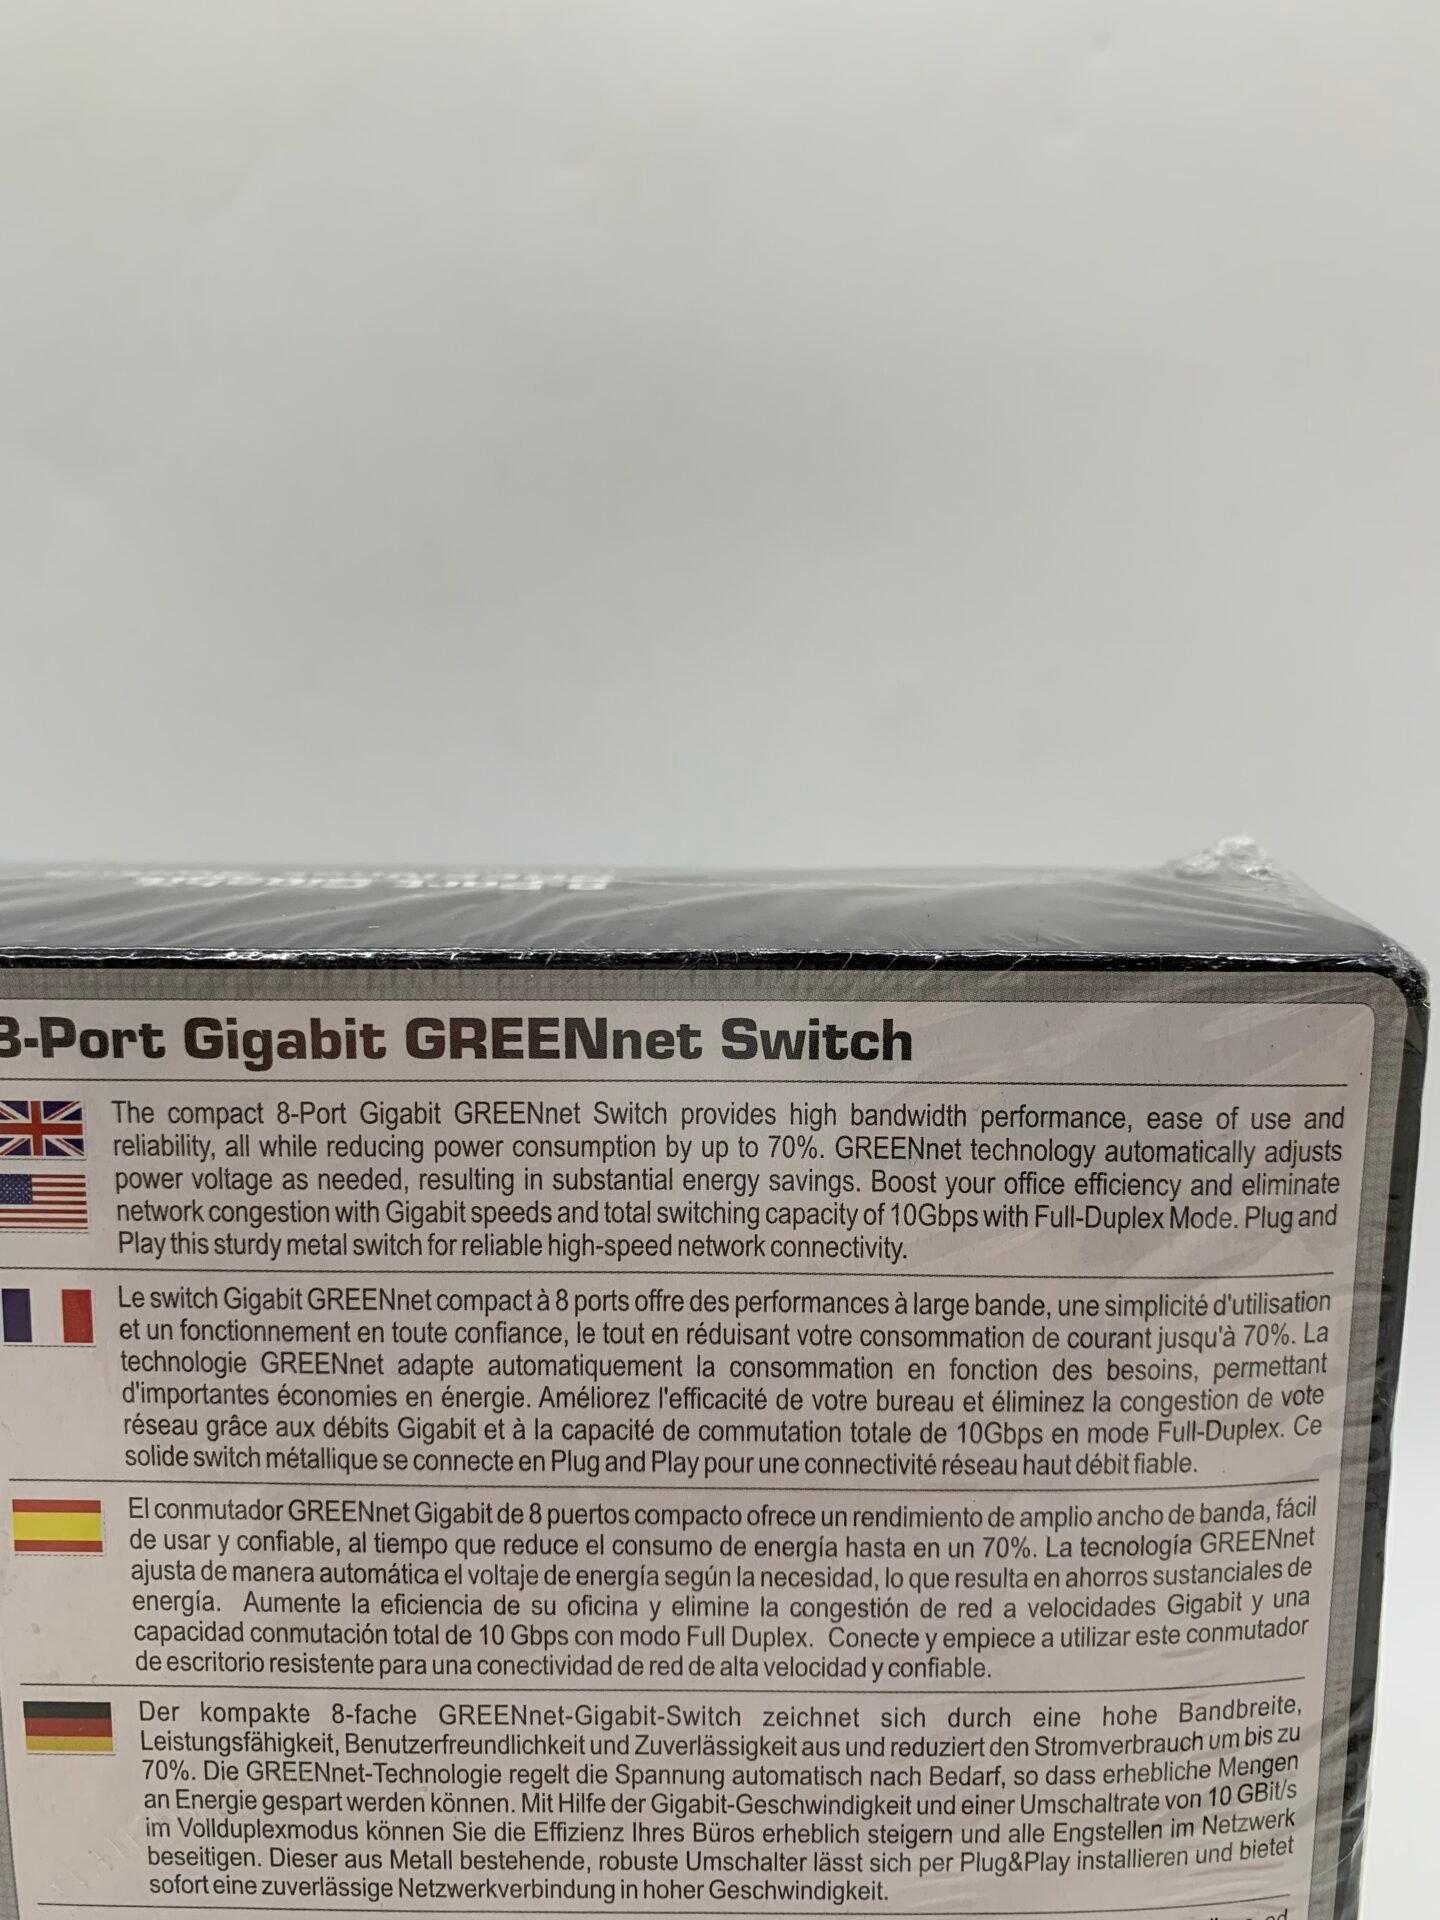 8-Port Gigabit
8-Port Gigabit GREENnet Switch
The compact 8-Port Gigabit GREENnet Switch provides high bandwidth performance, ease of use and
reliability, all while reducing power consumption by up to 70%. GREENnet technology automatically adjusts
power voltage as needed, resulting in substantial energy savings. Boost your office efficiency and eliminate
network congestion with Gigabit speeds and total switching capacity of 10Gbps with Full-Duplex Mode. Plug and
Play this sturdy metal switch for reliable high-speed network connectivity.
Le switch Gigabit GREENnet compact à 8 ports offre des performances à large bande, une simplicité d'utilisation
et un fonctionnement en toute confiance, le tout en réduisant votre consommation de courant jusqu'à 70%. La
technologie GREENnet adapte automatiquement la consommation en fonction des besoins, permettant
d'importantes économies en énergie. Améliorez l'efficacité de votre bureau et éliminez la congestion de vote
réseau grâce aux débits Gigabit et à la capacité de commutation totale de 10Gbps en mode Full-Duplex. Ce
solide switch métallique se connecte en Plug and Play pour une connectivité réseau haut débit fiable.
El conmutador GREENnet Gigabit de 8 puertos compacto ofrece un rendimiento de amplio ancho de banda, fácil
de usar y confiable, al tiempo que reduce el consumo de energía hasta en un 70%. La tecnología GREENnet
ajusta de manera automática el voltaje de energía según la necesidad, lo que resulta en ahorros sustanciales de
energía. Aumente la eficiencia de su oficina y elimine la congestión de red a velocidades Gigabit y una
capacidad conmutación total de 10 Gbps con modo Full Duplex. Conecte y empiece a utilizar este conmutador
de escritorio resistente para una conectividad de red de alta velocidad y confiable.
Der kompakte 8-fache GREENnet-Gigabit-Switch zeichnet sich durch eine hohe Bandbreite,
Leistungsfähigkeit, Benutzerfreundlichkeit und Zuverlässigkeit aus und reduziert den Stromverbrauch um bis zu
70%. Die GREENnet-Technologie regelt die Spannung automatisch nach Bedarf, so dass erhebliche Mengen
an Energie gespart werden können. Mit Hilfe der Gigabit-Geschwindigkeit und einer Umschaltrate von 10 GBit/s
im Vollduplexmodus können Sie die Effizienz Ihres Büros erheblich steigern und alle Engstellen im Netzwerk
beseitigen. Dieser aus Metall bestehende, robuste Umschalter lässt sich per Plug&Play installieren und bietet
sofort eine zuverlässige Netzwerkverbindung in hoher Geschwindigkeit.